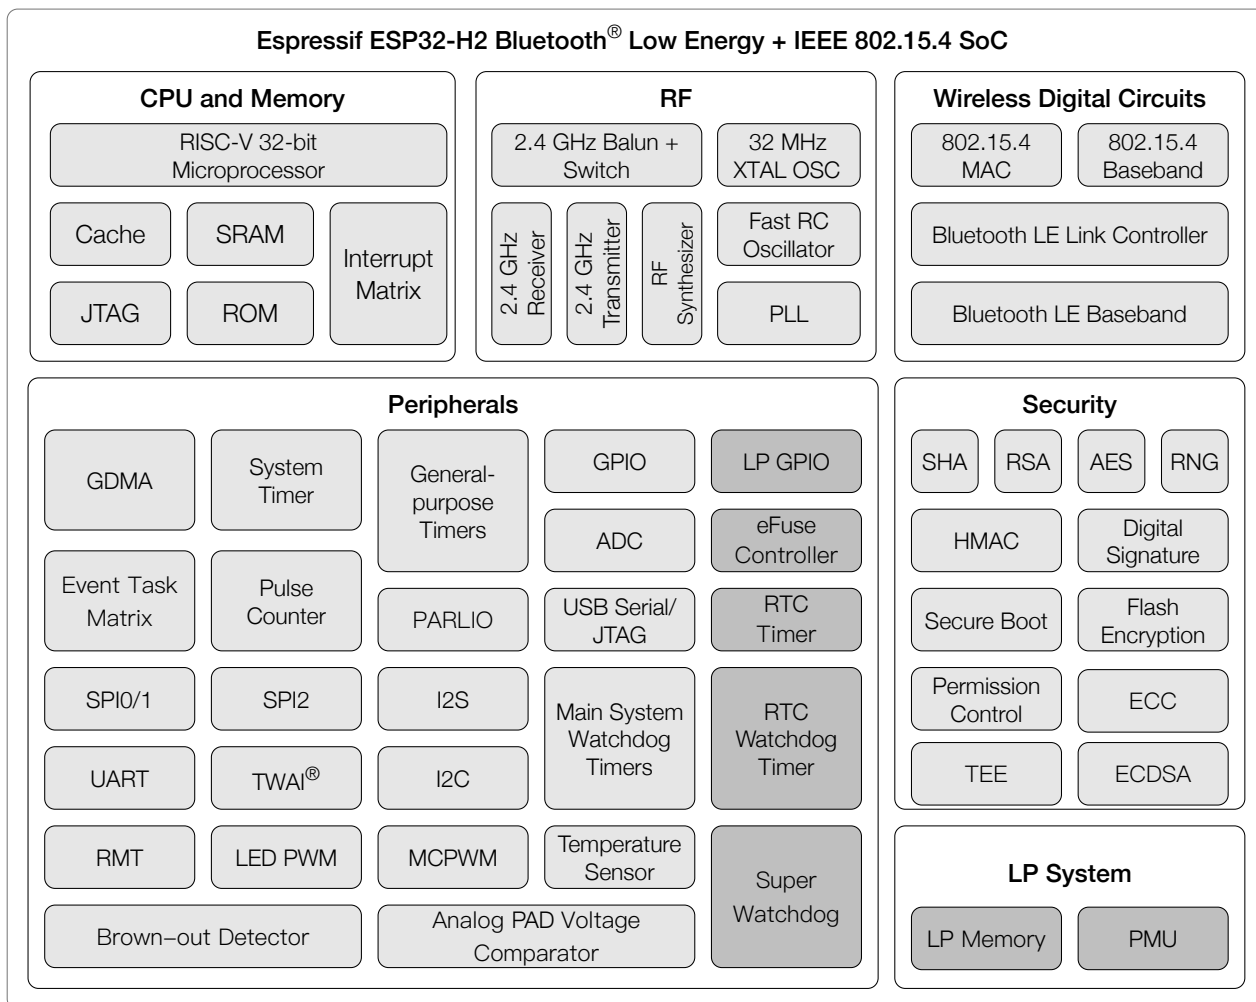 Espressif ESP32-H2 Bluetooth® Low Energy + IEEE 802.15.4 SoC
CPU and Memory
RISC-V 32-bit
Microprocessor
Cache
SRAM
Interrupt
Matrix
JTAG
ROM
RF
2.4 GHz Balun +
Switch
32 MHz
XTAL OSC
2.4 GHz
Receiver
2.4 GHz
Transmitter
RF
Synthesizer
Fast RC
Oscillator
PLL
Wireless Digital Circuits
802.15.4
MAC
802.15.4
Baseband
Bluetooth LE Link Controller
Bluetooth LE Baseband
Peripherals
GDMA
System
Timer
General-
purpose
Timers
GPIO
LP GPIO
ADC
eFuse
Controller
Event Task
Matrix
Pulse
Counter
PARLIO
USB Serial/
JTAG
RTC
Timer
SPI0/1
SPI2
I2S
Main System
Watchdog
Timers
RTC
Watchdog
Timer
UART
TWAI®
I2C
RMT
LED PWM
MCPWM
Temperature
Sensor
Super
Watchdog
Brown–out Detector
Analog PAD Voltage
Comparator
Security
SHA
RSA
AES
RNG
HMAC
Digital
Signature
Secure Boot
Flash
Encryption
Permission
Control
ECC
TEE
ECDSA
LP System
LP Memory
PMU